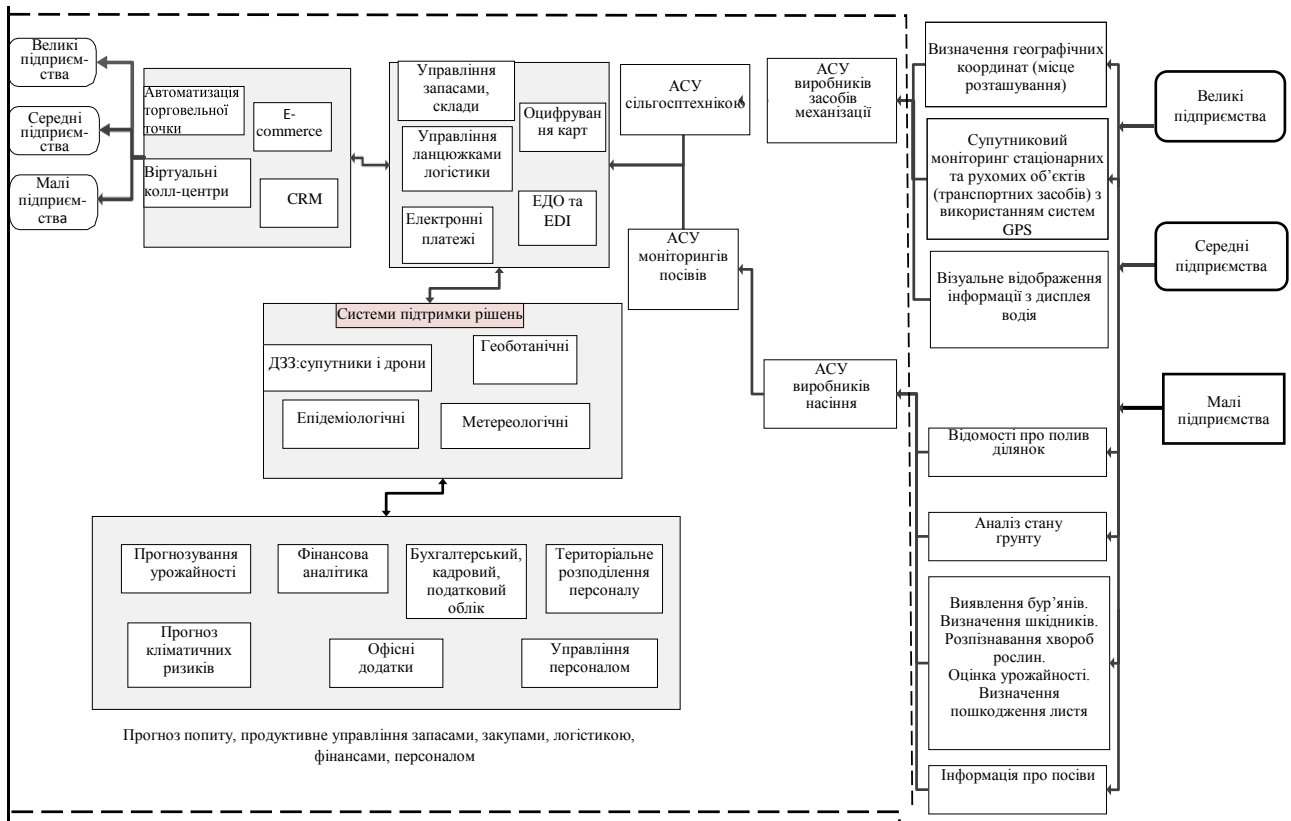 Великі
підприєм-
ства
Середні
підприєм-
ства
Малі
підприєм-
ства
Автоматизація
торговельної
точки
E-
commerce
Віртуальні
колл-центри
CRM
Управління
запасами,
склади
Оцифруван
ня карт
Управління
ланцюжками
логістики
Електронні
платежі
ЕДО та
EDI
АСУ
сільгосптехнікою
АСУ
виробників
засобів
механізації
АСУ
моніторингів
посівів
АСУ
виробників
насіння
Системи підтримки рішень
ДЗЗ:супутники і дрони
Геоботанічні
Епідеміологічні
Метереологічні
Прогнозування
урожайності
Фінансова
аналітика
Бухгалтерський,
кадровий,
податковий
облік
Територіальне
розподілення
персоналу
Прогноз
кліматичних
ризиків
Офісні
додатки
Управління
персоналом
Прогноз попиту, продуктивне управління запасами, закупами, логістикою,
фінансами, персоналом
Визначення географічних
координат (місце
розташування)
Супутниковий
моніторинг стаціонарних
та рухомих об’єктів
(транспортних засобів) з
використанням систем
GPS
Візуальне відображення
інформації з дисплея
водія
Відомості про полив
ділянок
Аналіз стану
ґрунту
Виявлення бур’янів.
Визначення шкідників.
Розпізнавання хвороб
рослин.
Оцінка урожайності.
Визначення
пошкодження листя
Інформація про посіви
Великі
підприємства
Середні
підприємства
Малі
підприємства